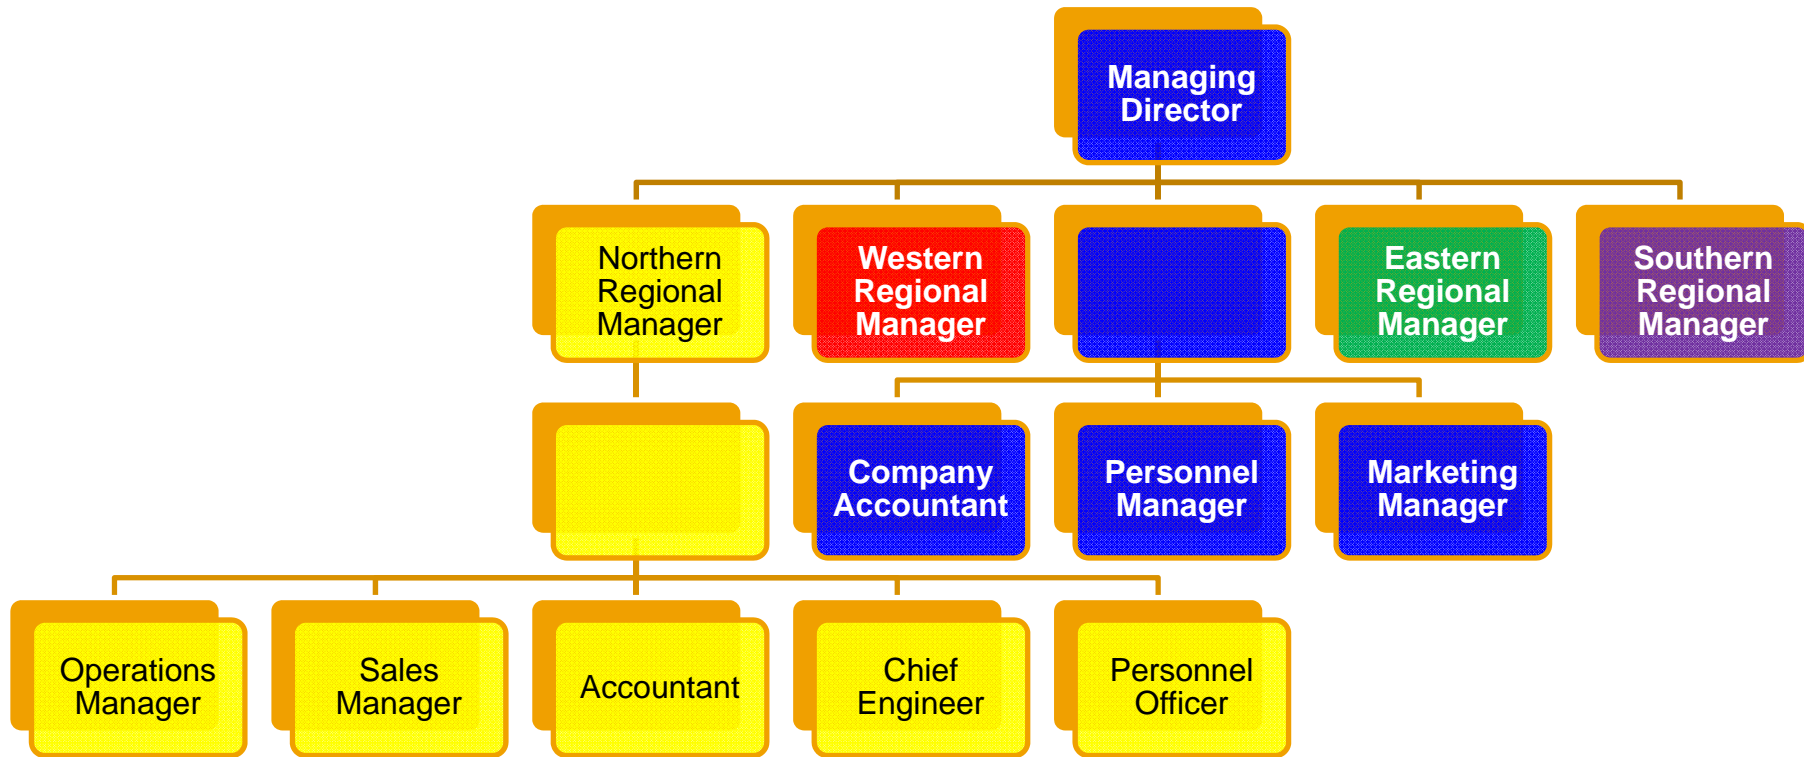 Managing
Director
Northern
Regional
Manager
Western
Regional
Manager
Eastern
Regional
Manager
Southern
Regional
Manager
Company
Accountant
Personnel
Manager
Marketing
Manager
Operations
Manager
Sales
Manager
Accountant
Chief
Engineer
Personnel
Officer